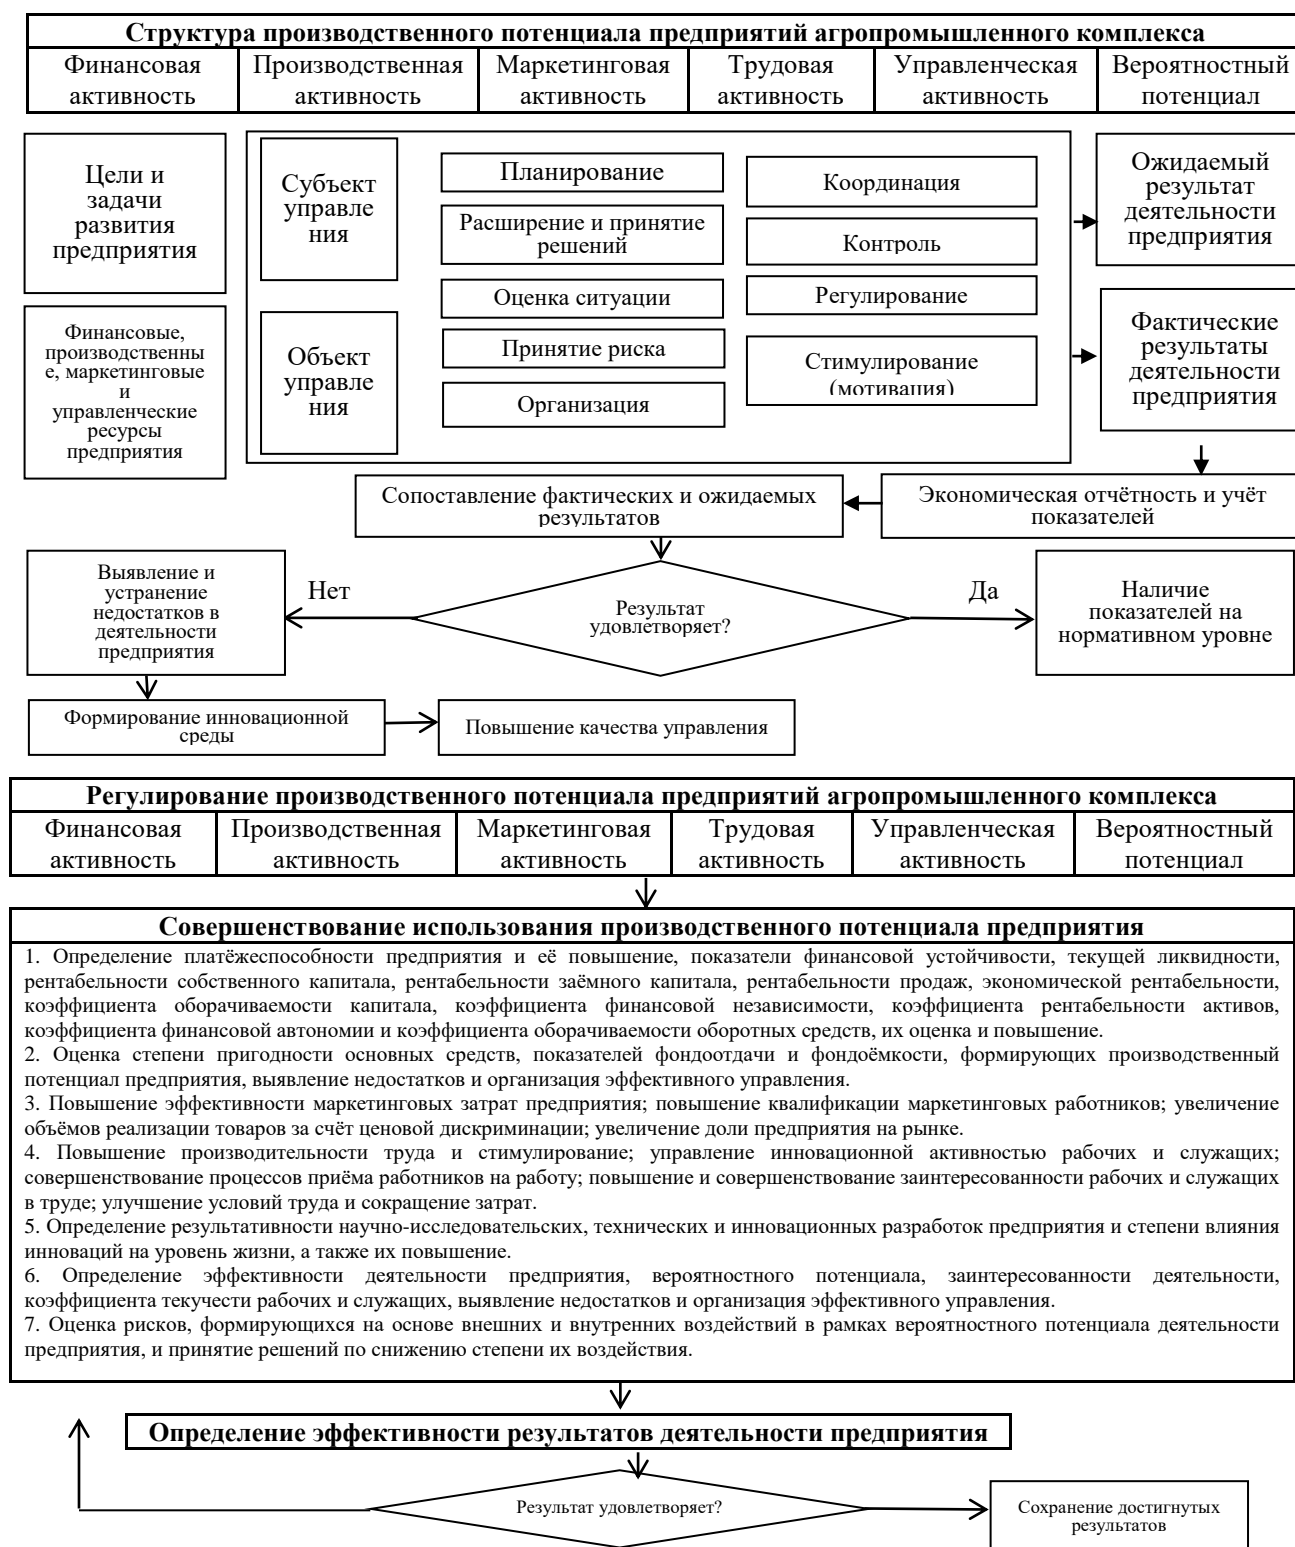 Структура производственного потенциала предприятий агропромышленного комплекса
Финансовая
активность
Производственная
активность
Маркетинговая
активность
Трудовая
активность
Управленческая
активность
Вероятностный
потенциал
Цели и
задачи
развития
предприятия
Финансовые,
производственны
е, маркетинговые
и
управленческие
ресурсы
предприятия
Субъект
управле
ния
Объект
управле
ния
Планирование
Расширение и принятие
решений
Оценка ситуации
Принятие риска
Организация
Координация
Контроль
Регулирование
Стимулирование
(мотивация)
Ожидаемый
результат
деятельности
предприятия
Фактические
результаты
деятельности
предприятия
Сопоставление фактических и ожидаемых
результатов
Экономическая отчётность и учёт
показателей
Выявление и
устранение
недостатков в
деятельности
предприятия
Нет
Результат
удовлетворяет?
Да
Наличие
показателей на
нормативном уровне
Формирование инновационной
среды
Повышение качества управления
Регулирование производственного потенциала предприятий агропромышленного комплекса
Финансовая
активность
Производственная
активность
Маркетинговая
активность
Трудовая
активность
Управленческая
активность
Вероятностный
потенциал
Совершенствование использования производственного потенциала предприятия
1. Определение платёжеспособности предприятия и её повышение, показатели финансовой устойчивости, текущей ликвидности,
рентабельности собственного капитала, рентабельности заёмного капитала, рентабельности продаж, экономической рентабельности,
коэффициента оборачиваемости капитала, коэффициента финансовой независимости, коэффициента рентабельности активов,
коэффициента финансовой автономии и коэффициента оборачиваемости оборотных средств, их оценка и повышение.
2. Оценка степени пригодности основных средств, показателей фондоотдачи и фондоёмкости, формирующих производственный
потенциал предприятия, выявление недостатков и организация эффективного управления.
3. Повышение эффективности маркетинговых затрат предприятия; повышение квалификации маркетинговых работников; увеличение
объёмов реализации товаров за счёт ценовой дискриминации; увеличение доли предприятия на рынке.
4. Повышение производительности труда и стимулирование; управление инновационной активностью рабочих и служащих;
совершенствование процессов приёма работников на работу; повышение и совершенствование заинтересованности рабочих и служащих
в труде; улучшение условий труда и сокращение затрат.
5. Определение результативности научно-исследовательских, технических и инновационных разработок предприятия и степени влияния
инноваций на уровень жизни, а также их повышение.
6. Определение эффективности деятельности предприятия, вероятностного потенциала, заинтересованности деятельности,
коэффициента текучести рабочих и служащих, выявление недостатков и организация эффективного управления.
7. Оценка рисков, формирующихся на основе внешних и внутренних воздействий в рамках вероятностного потенциала деятельности
предприятия, и принятие решений по снижению степени их воздействия.
Определение эффективности результатов деятельности предприятия
Результат удовлетворяет?
Сохранение достигнутых
результатов